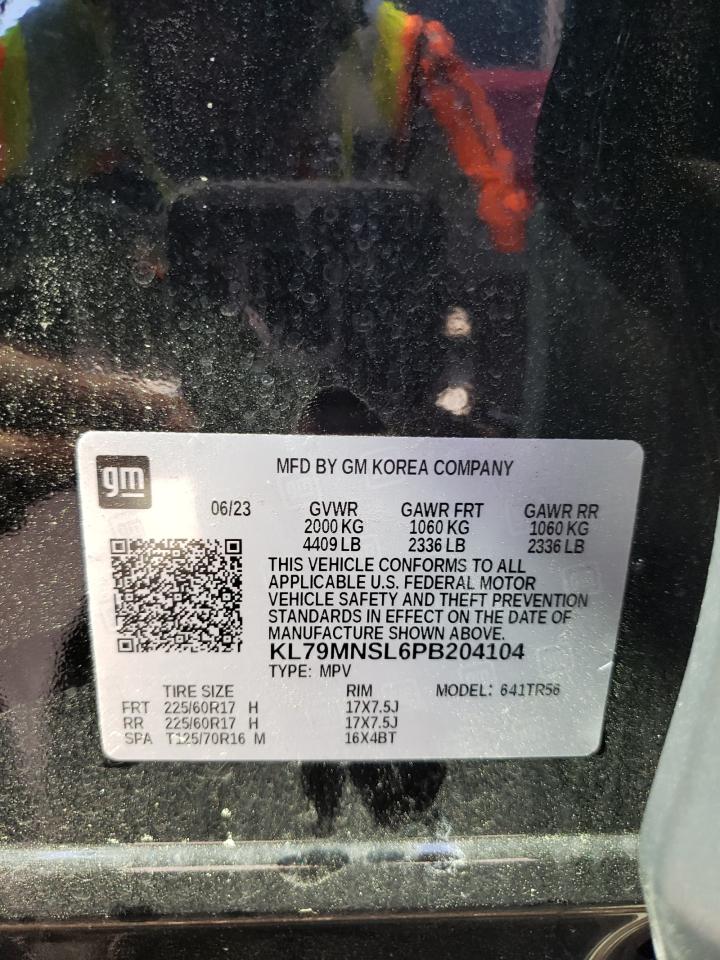 gm
MFD BY GM KOREA COMPANY
06/23 GVWR GAWR FRT GAWR RR
2000 KG 1060 KG 1060 KG
4409 LB 2336 LB 2336 LB
THIS VEHICLE CONFORMS TO ALL
APPLICABLE U.S. FEDERAL MOTOR
VEHICLE SAFETY AND THEFT PREVENTION
STANDARDS IN EFFECT ON THE DATE OF
MANUFACTURE SHOWN ABOVE.
KL79MNSL6PB204104
TYPE: MPV
TIRE SIZE RIM MODEL: 641TR56
FRT 225/60R17 H 17X7.5J
RR 225/60R17 H 17X7.5J
SPA T125/70R16 M 16X4BT